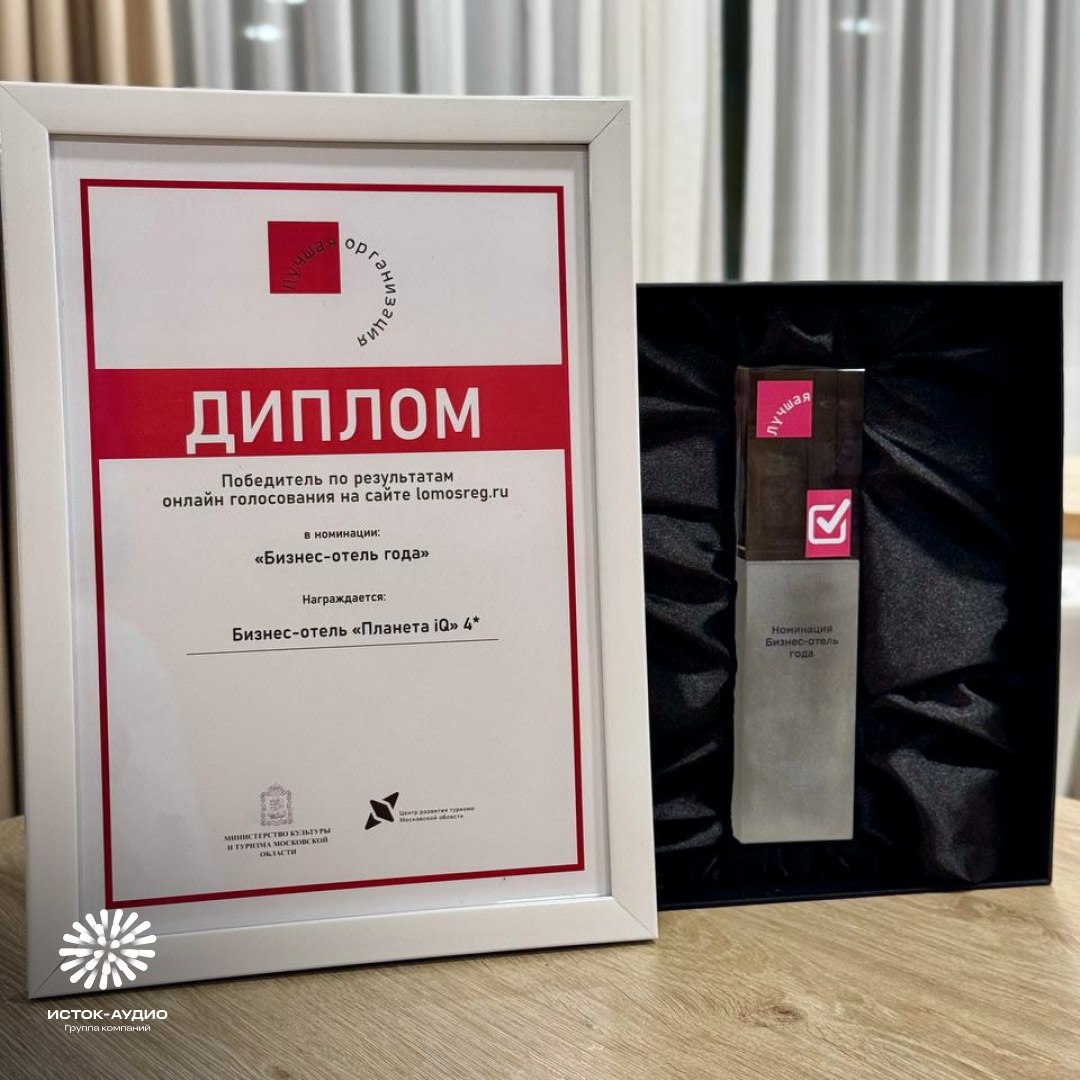 Лучшая организация
ДИПЛОМ
Победитель по результатам
онлайн голосования на сайте lomosreg.ru
в номинации:
«Бизнес-отель года»
Награждается:
Бизнес-отель «Планета iQ» 4*
МИНИСТЕРСТВО КУЛЬТУРЫ
И ТУРИЗМА МОСКОВСКОЙ
ОБЛАСТИ
Центр развития туризма
Московской области
Лучшая
Номинация
Бизнес-отель
года
ИСТОК-АУДИО
Группа компаний